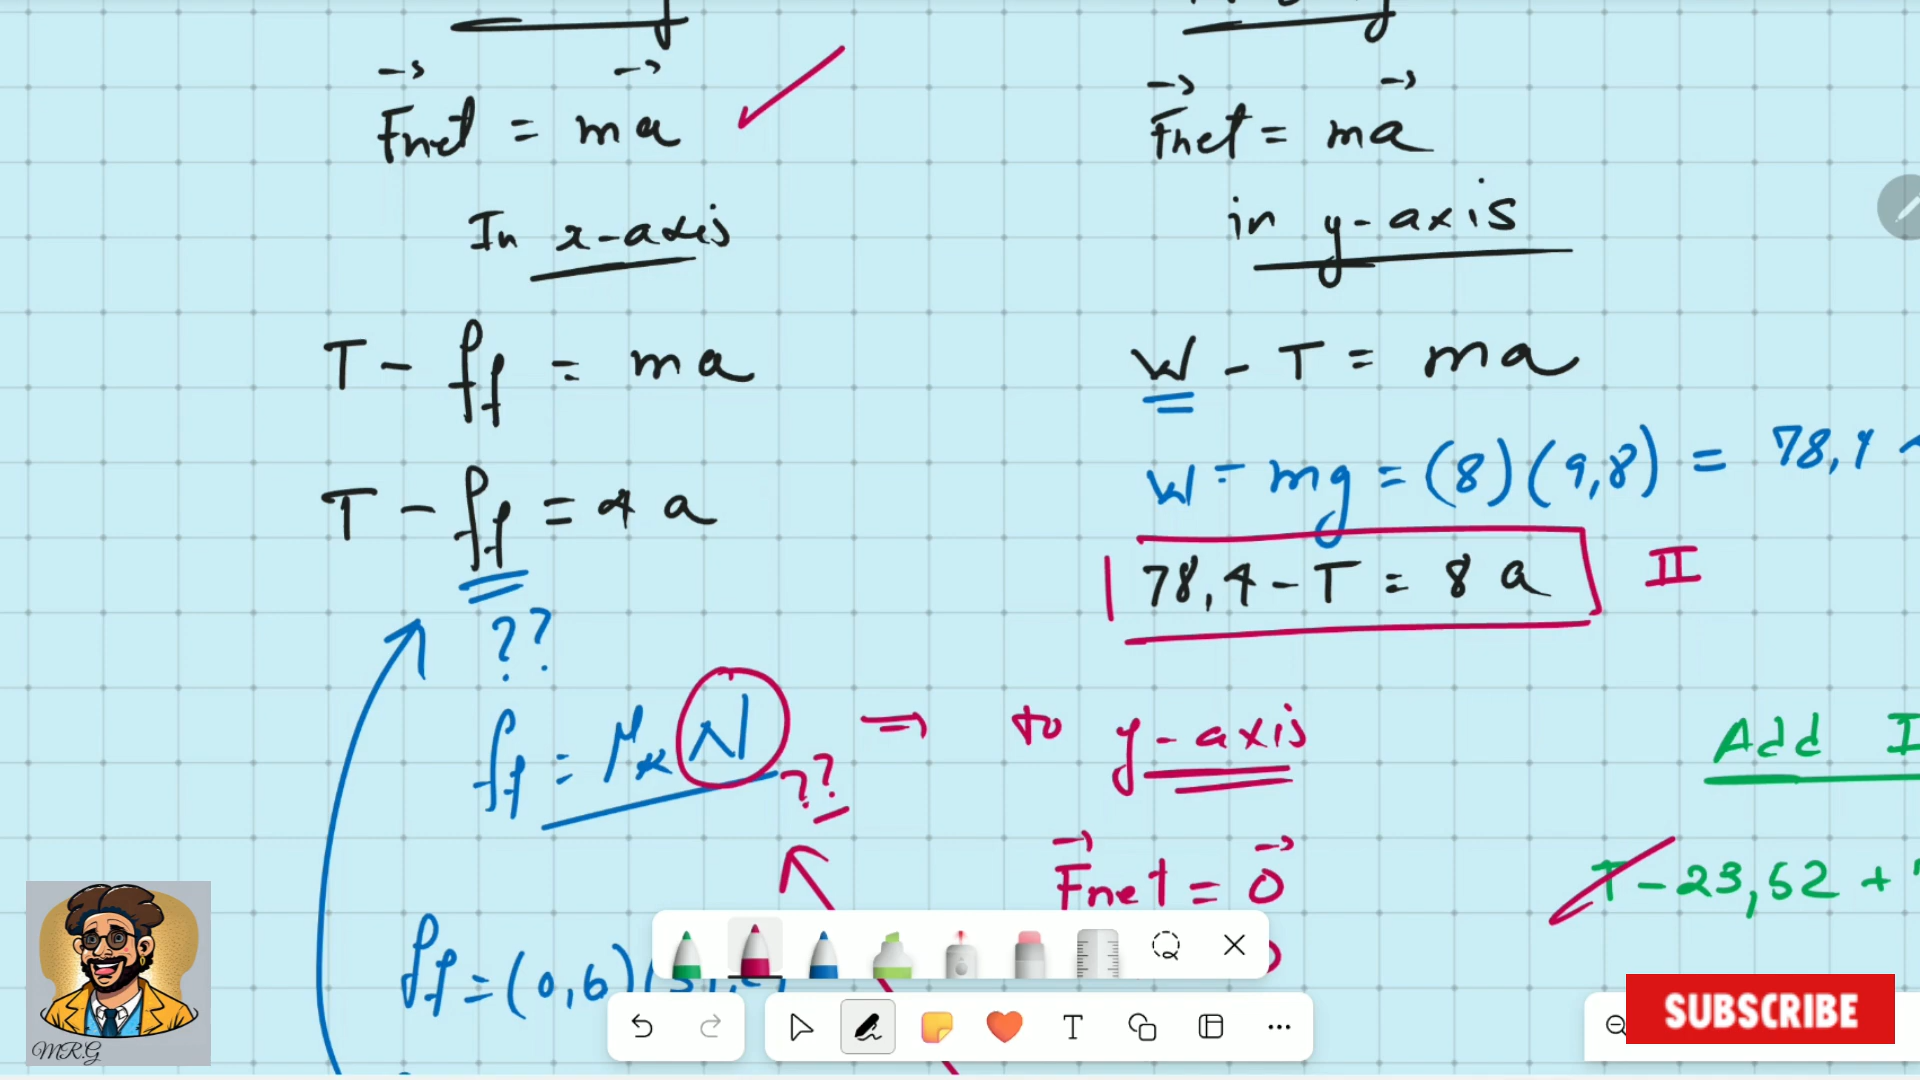 Fnet = ma
In x-axis
T - ff = ma
T - ff = 4 a
??
ff = μk N ??
ff = (0,6)
Fnet = ma
in y-axis
W - T = ma
W = mg = (8)(9,8) = 78,4
78,4 - T = 8 a II
⇒ to y-axis
Fnet = 0
Add I
T - 23,52 +
MR.G
T
SUBSCRIBE